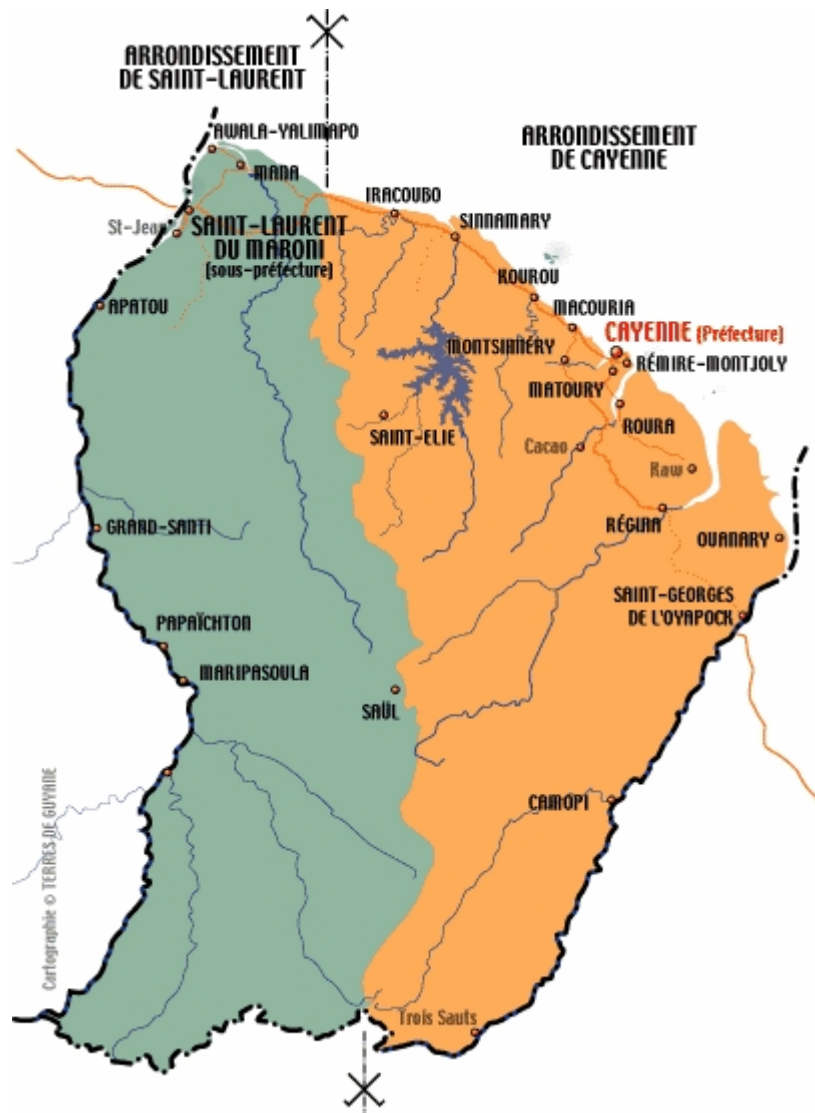 ARRONDISSEMENT
DE SAINT-LAURENT
ARRONDISSEMENT
DE CAYENNE
AWALA-YALIMAPO
MANA
IRACOUBO
SINNAMARY
St-Jean
SAINT-LAURENT
DU MARONI
(sous-préfecture)
KOUROU
APATOU
MACOURIA
CAYENNE (Préfecture)
MONTSINNÉRY
RÉMIRE-MONTJOLY
MATOURY
ROURA
SAINT-ELIE
Cacao
Kaw
GRAND-SANTI
RÉGINA
OUANARY
SAINT-GEORGES
DE L'OYAPOCK
PAPAÏCHTON
MARIPASOULA
SAÜL
CAMOPI
Trois Sauts
Cartographie © TERRES DE GUYANE